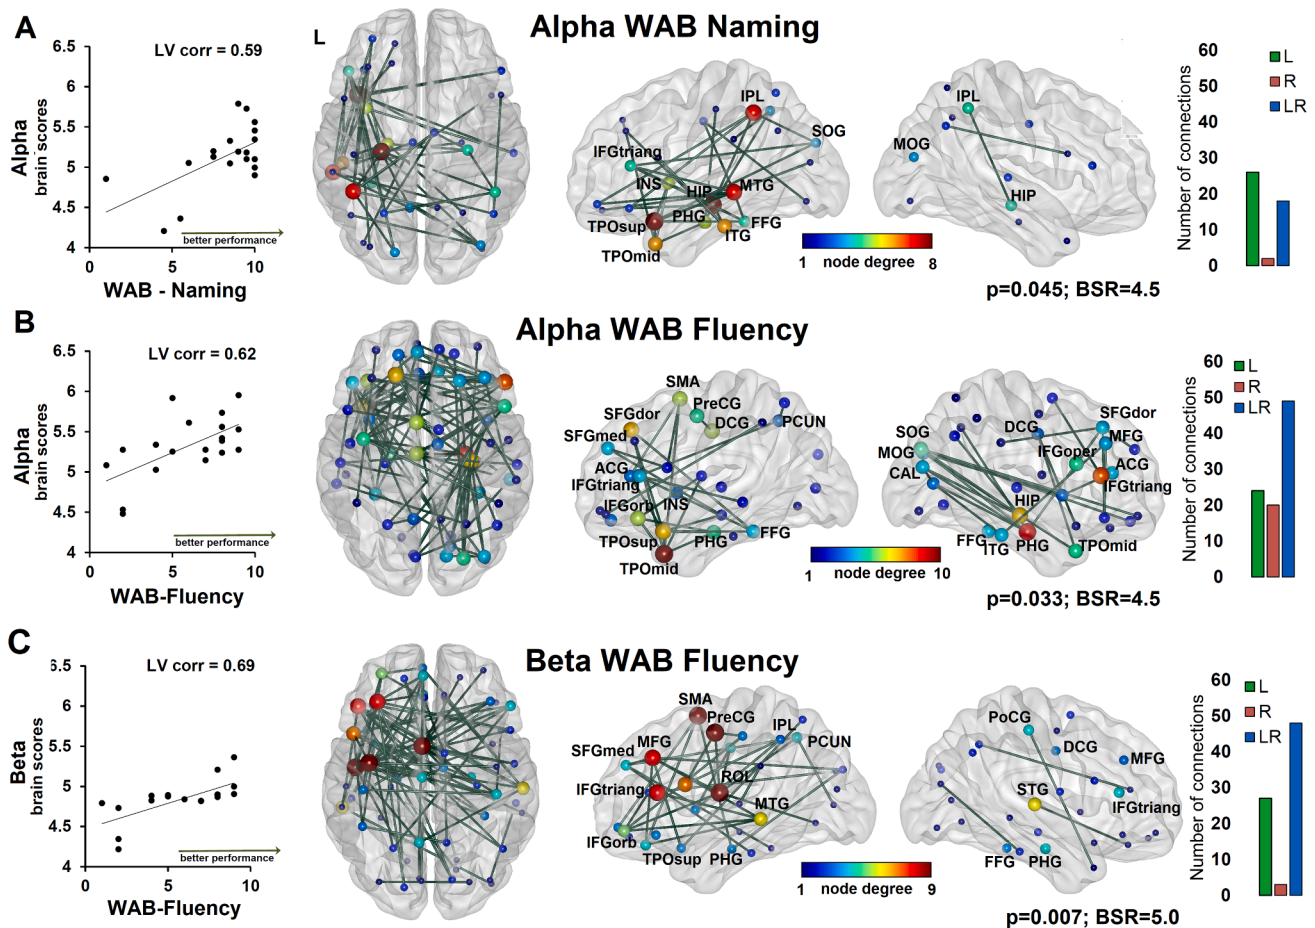 A
Alpha WAB Naming
LV corr = 0.59
L
6.5
6
5.5
5
4.5
4
Alpha
brain scores
better performance
0
5
10
WAB - Naming
IPL
SOG
IFGtriang
INS
HIP
MTG
PHG
TPOsup
FFG
ITG
TPOmid
1 node degree 8
IPL
MOG
HIP
p=0.045; BSR=4.5
Number of connections
60
50
40
30
20
10
0
L
R
LR
B
Alpha WAB Fluency
LV corr = 0.62
6.5
6
5.5
5
4.5
4
Alpha
brain scores
better performance
0
5
10
WAB-Fluency
SMA
PreCG
SFGdor
DCG
PCUN
SFGmed
ACG
IFGtriang
IFGorb
INS
TPOsup
PHG
FFG
TPOmid
1 node degree 10
SFGdor
DCG
SOG
MFG
MOG
IFGoper
CAL
ACG
IFGtriang
HIP
FFG
ITG
PHG
TPOmid
p=0.033; BSR=4.5
Number of connections
60
50
40
30
20
10
0
L
R
LR
C
Beta WAB Fluency
LV corr = 0.69
6.5
6
5.5
5
4.5
4
Beta
brain scores
better performance
0
5
10
WAB-Fluency
SMA
PreCG
IPL
MFG
PCUN
SFGmed
ROL
IFGtriang
MTG
IFGorb
TPOsup
PHG
1 node degree 9
PoCG
DCG
MFG
STG
IFGtriang
FFG
PHG
p=0.007; BSR=5.0
Number of connections
60
50
40
30
20
10
0
L
R
LR